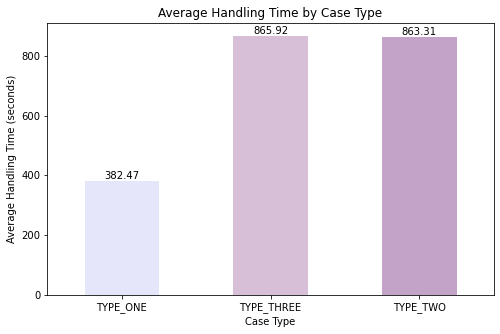 Average Handling Time by Case Type
865.92
863.31
382.47
800
600
400
200
0
Average Handling Time (seconds)
TYPE_ONE
TYPE_THREE
TYPE_TWO
Case Type